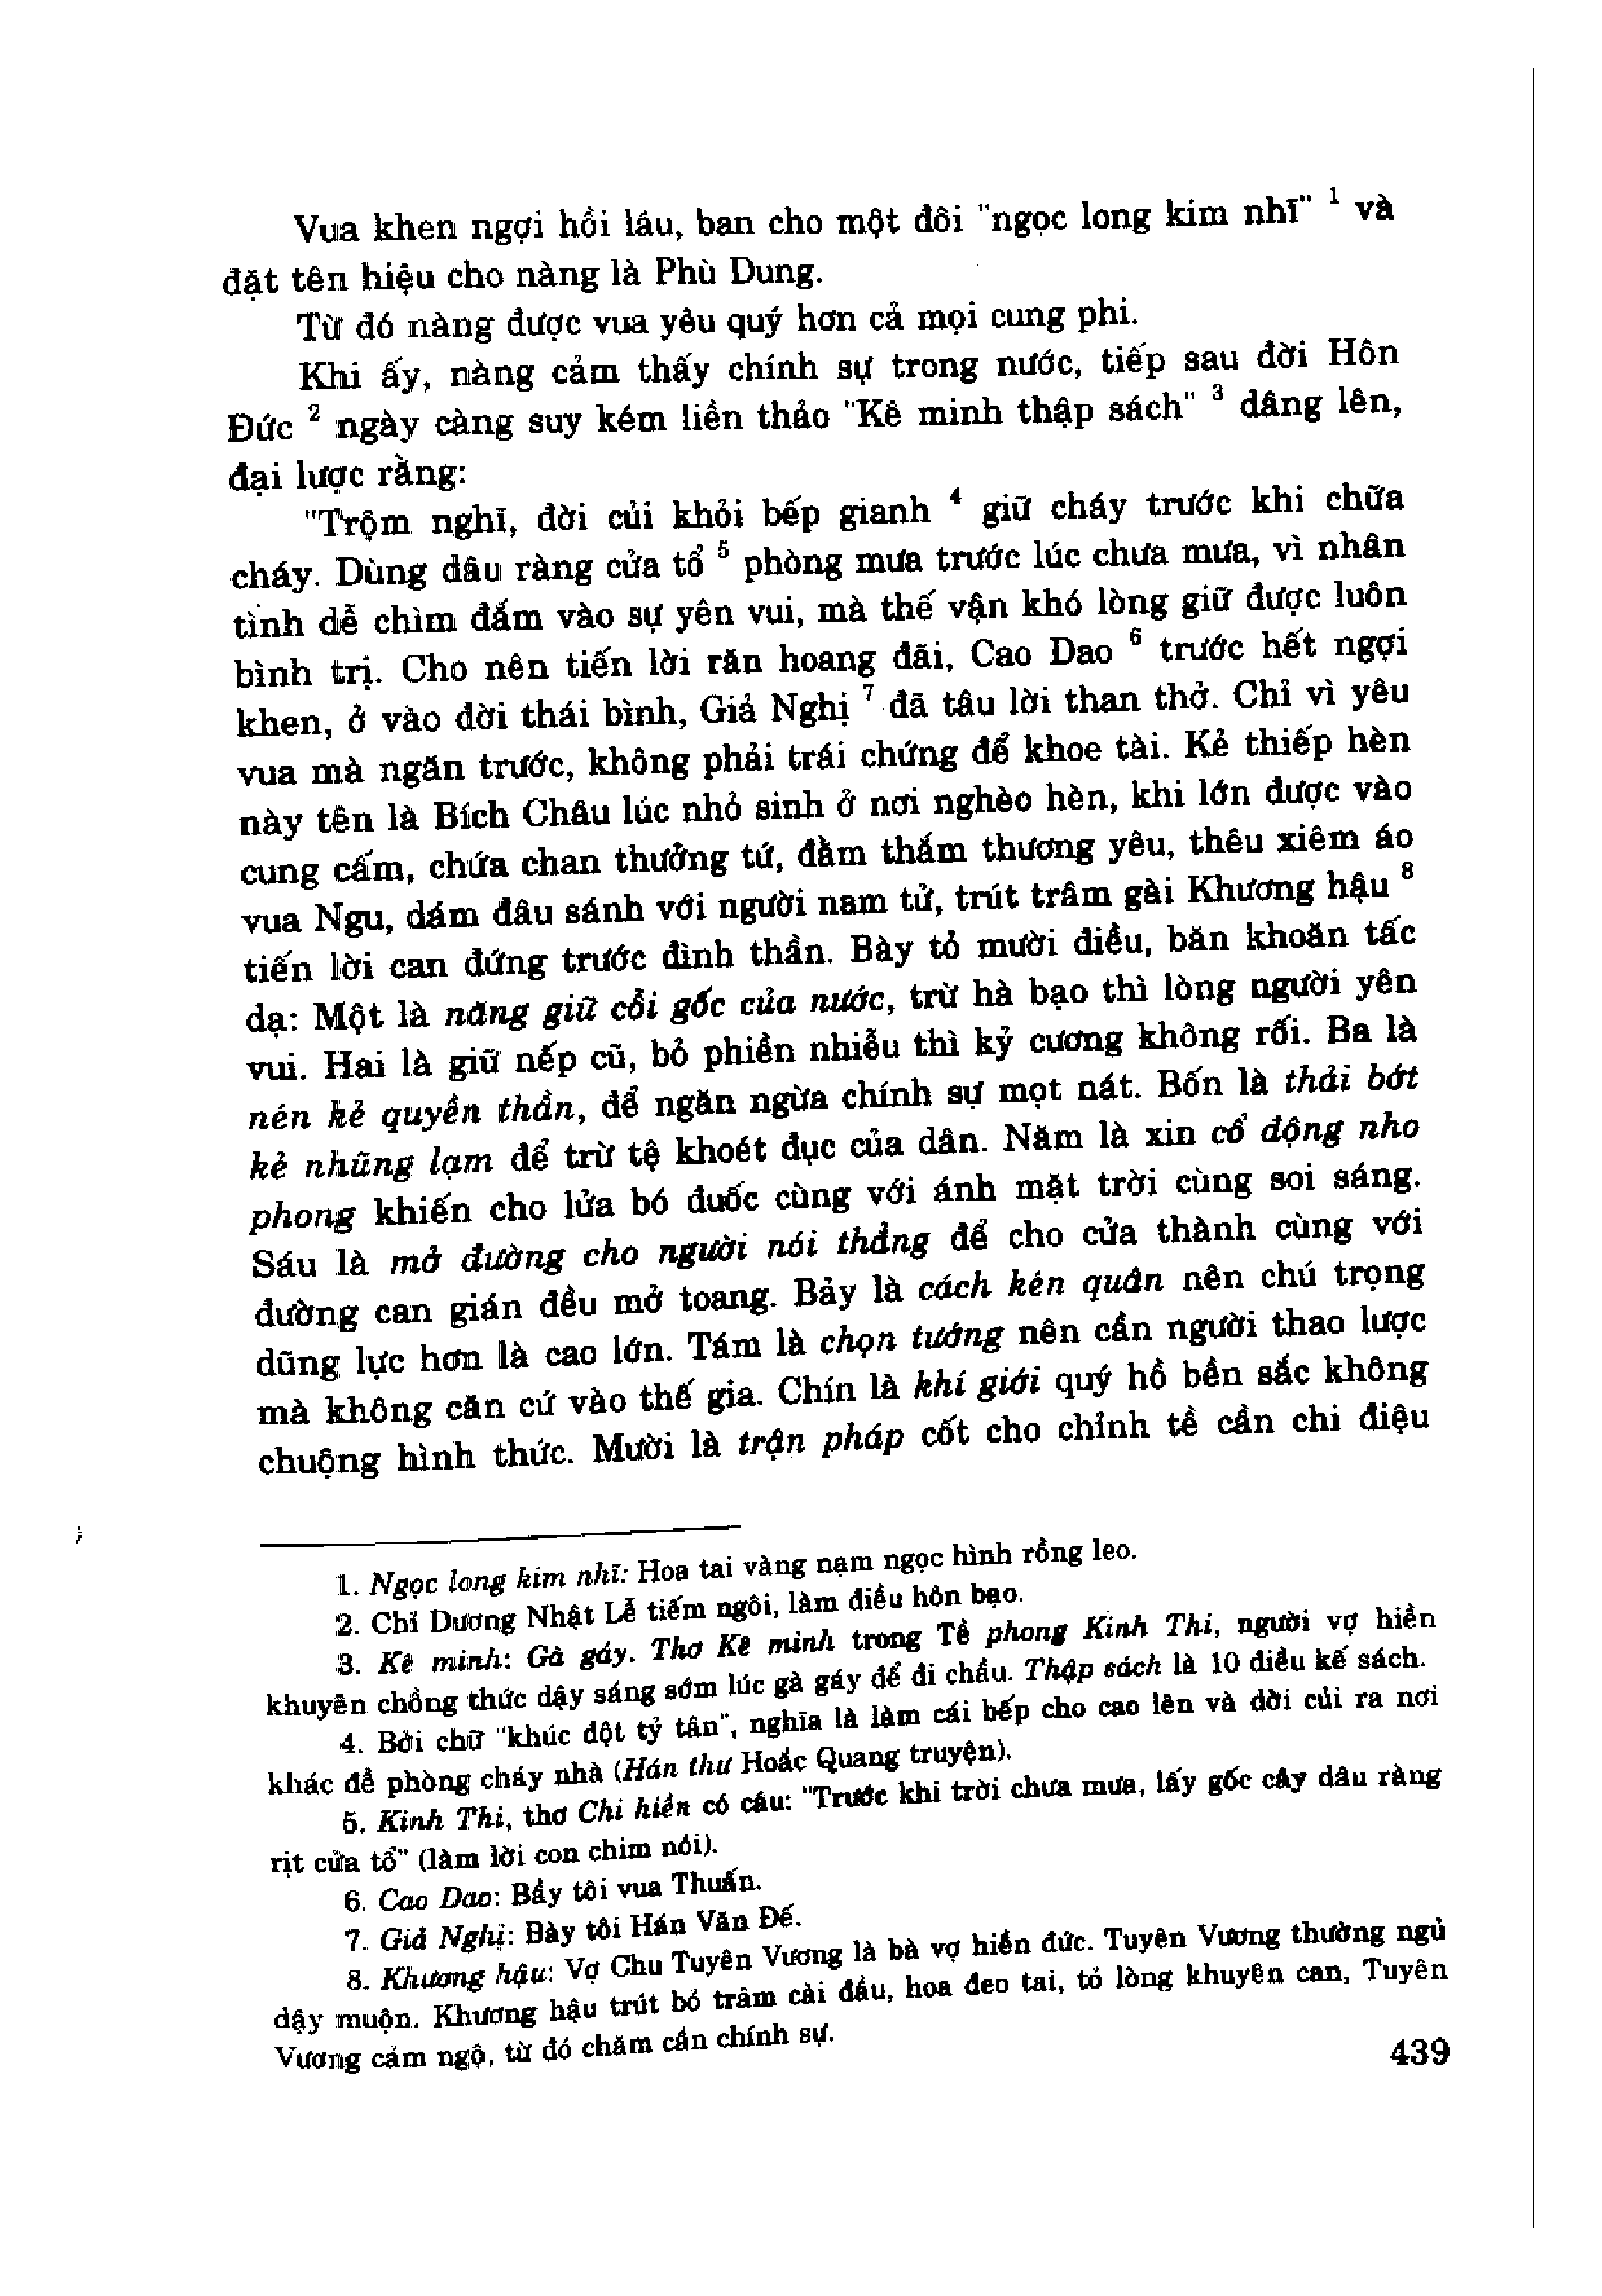 Vua khen ngợi hồi lâu, ban cho một đôi "ngọc long kim nhĩ" 1 và
đặt tên hiệu cho nàng là Phù Dung.
Từ đó nàng được vua yêu quý hơn cả mọi cung phi.
Khi ấy, nàng cảm thấy chính sự trong nước, tiếp sau đời Hôn
Đức 2 ngày càng suy kém liền thảo "Kê minh thập sách" 3 dâng lên,
đại lược rằng:
"Trộm nghĩ, đời củi khỏi bếp gianh 4 giữ cháy trước khi chữa
cháy. Dùng dâu ràng cửa tổ 5 phòng mưa trước lúc chưa mưa, vì nhân
tình dễ chìm đắm vào sự yên vui, mà thế vận khó lòng giữ được luôn
bình trị. Cho nên tiến lời răn hoang đãi, Cao Dao 6 trước hết ngợi
khen, ở vào đời thái bình, Giả Nghị 7 đã tâu lời than thở. Chỉ vì yêu
vua mà ngăn trước, không phải trái chứng để khoe tài. Kẻ thiếp hèn
này tên là Bích Châu lúc nhỏ sinh ở nơi nghèo hèn, khi lớn được vào
cung cấm, chứa chan thưởng tứ, đằm thắm thương yêu, thêu xiêm áo
vua Ngu, dám đâu sánh với người nam tử, trút trâm gài Khương hậu 8
tiến lời can đứng trước đình thần. Bày tỏ mười điều, băn khoăn tấc
dạ: Một là năng giữ cỗi gốc của nước, trừ hà bạo thì lòng người yên
vui. Hai là giữ nếp cũ, bỏ phiền nhiễu thì kỷ cương không rối. Ba là
nén kẻ quyền thần, để ngăn ngừa chính sự mọt nát. Bốn là thải bớt
kẻ nhũng lạm để trừ tệ khoét đục của dân. Năm là xin cổ động nho
phong khiến cho lửa bó đuốc cùng với ánh mặt trời cùng soi sáng.
Sáu là mở đường cho người nói thẳng để cho cửa thành cùng với
đường can gián đều mở toang. Bảy là cách kén quân nên chú trọng
dũng lực hơn là cao lớn. Tám là chọn tướng nên cần người thao lược
mà không căn cứ vào thế gia. Chín là khí giới quý hồ bền sắc không
chuộng hình thức. Mười là trận pháp cốt cho chỉnh tề cần chi điệu
1. Ngọc long kim nhĩ: Hoa tai vàng nạm ngọc hình rồng leo.
2. Chỉ Dương Nhật Lễ tiếm ngôi, làm điều hôn bạo.
3. Kê minh: Gà gáy. Thơ Kê minh trong Tề phong Kinh Thi, người vợ hiền
khuyên chồng thức dậy sáng sớm lúc gà gáy để đi chầu. Thập sách là 10 điều kế sách.
4. Bởi chữ "khúc đột tỷ tân", nghĩa là làm cái bếp cho cao lên và dời củi ra nơi
khác đề phòng cháy nhà (Hán thư Hoắc Quang truyện).
5. Kinh Thi, thơ Chi hiền có câu: "Trước khi trời chưa mưa, lấy gốc cây dâu ràng
rịt cửa tổ" (làm lời con chim nói).
6. Cao Dao: Bầy tôi vua Thuấn.
7. Giả Nghị: Bày tôi Hán Văn Đế.
8. Khương hậu: Vợ Chu Tuyên Vương là bà vợ hiền đức. Tuyên Vương thường ngủ
dậy muộn. Khương hậu trút bỏ trâm cài đầu, hoa đeo tai, tỏ lòng khuyên can, Tuyên
Vương cảm ngộ, từ đó chăm cần chính sự.
439